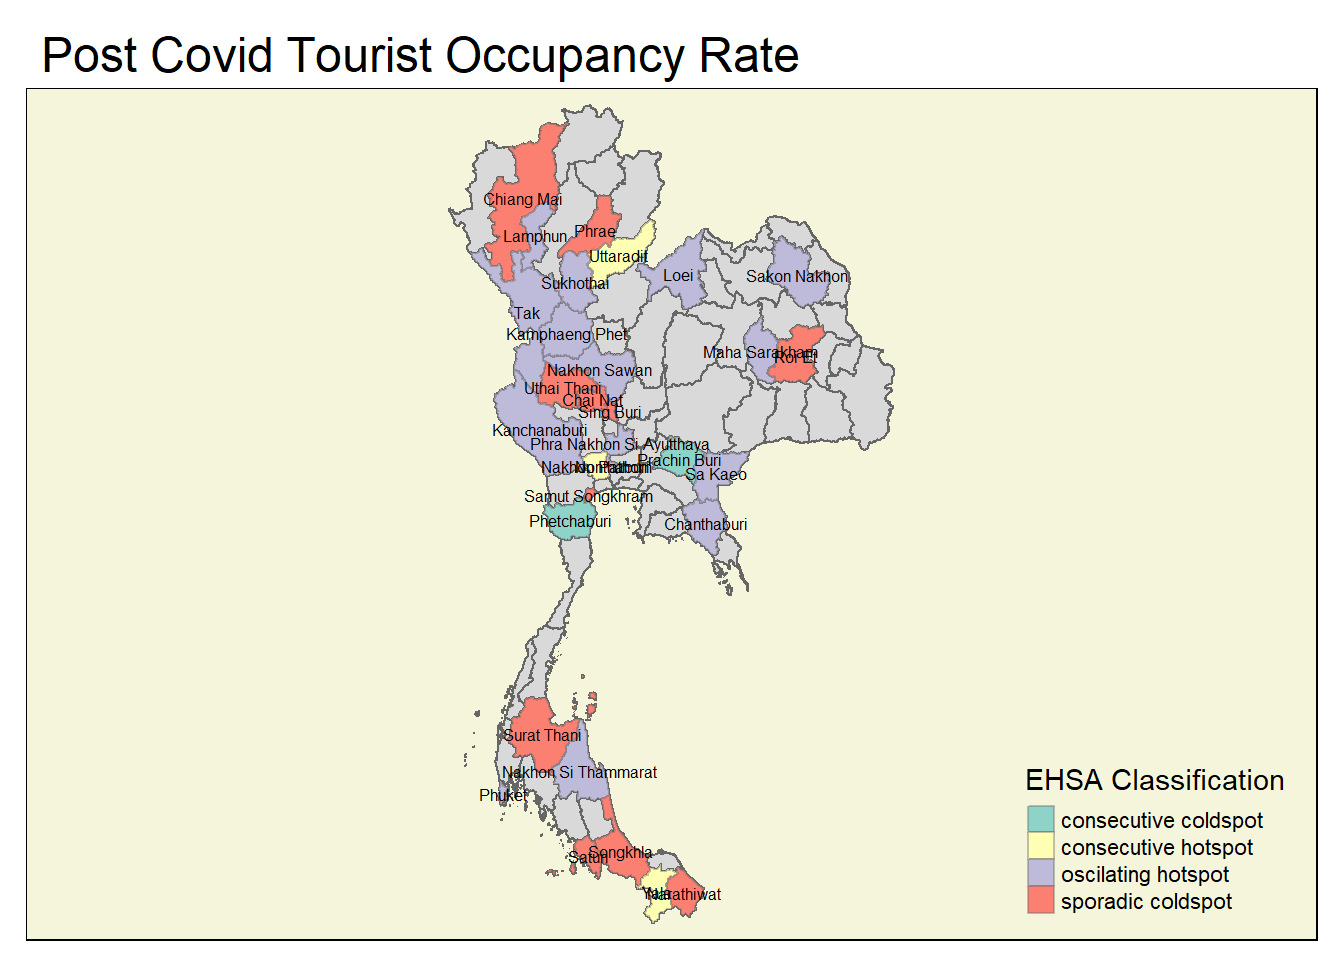 Post Covid Tourist Occupancy Rate
Chiang Mai
Phrae
Lamphun
Uttaradit
Loei
Sakon Nakhon
Sukhothai
Tak
Kamphaeng Phet
Maha Sarakham
Roi Et
Nakhon Sawan
Uthai Thani
Chai Nat
Sing Buri
Kanchanaburi
Phra Nakhon Si Ayutthaya
Prachin Buri
Nakhon Pathom
Sa Kaeo
Samut Songkhram
Phetchaburi
Chanthaburi
Surat Thani
Nakhon Si Thammarat
Phuket
Songkhla
Satun
Yala
Narathiwat
EHSA Classification
consecutive coldspot
consecutive hotspot
oscilating hotspot
sporadic coldspot